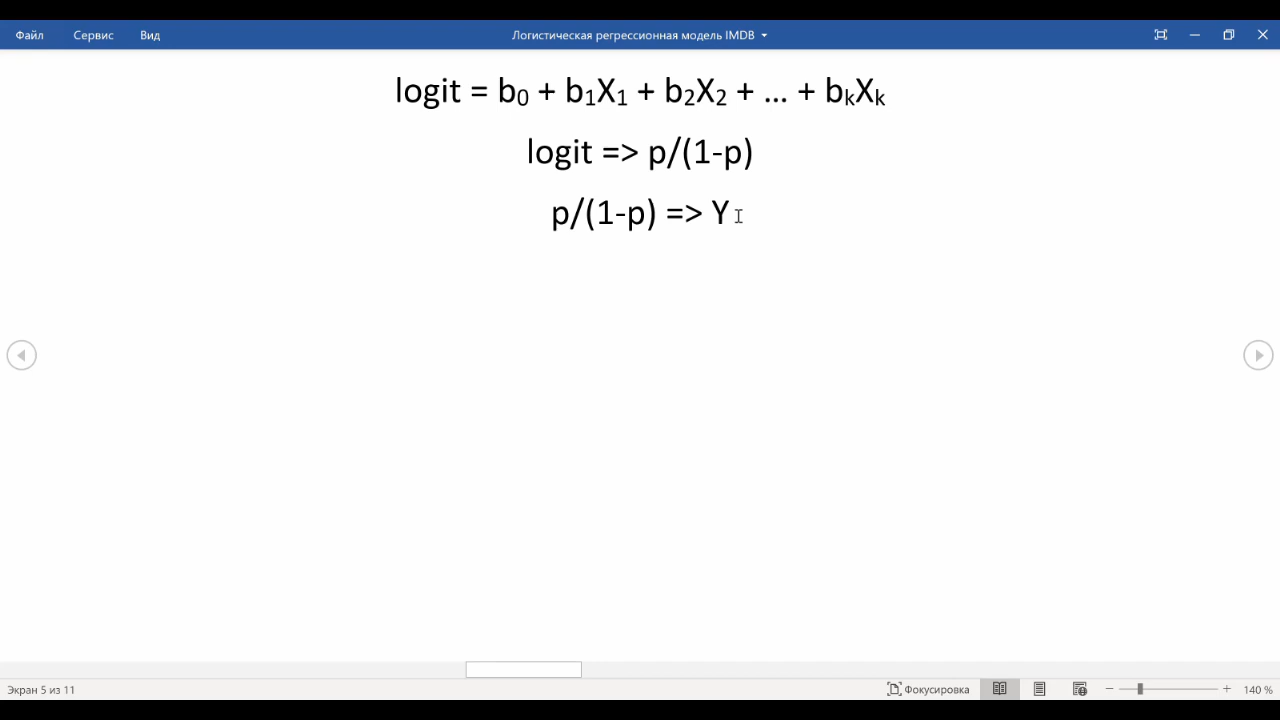 Файл Сервис Вид Логистическая регрессионная модель IMDB
logit = b₀ + b₁X₁ + b₂X₂ + ... + bₖXₖ
logit => p/(1-p)
p/(1-p) => Y
Экран 5 из 11 Фокусировка 140 %